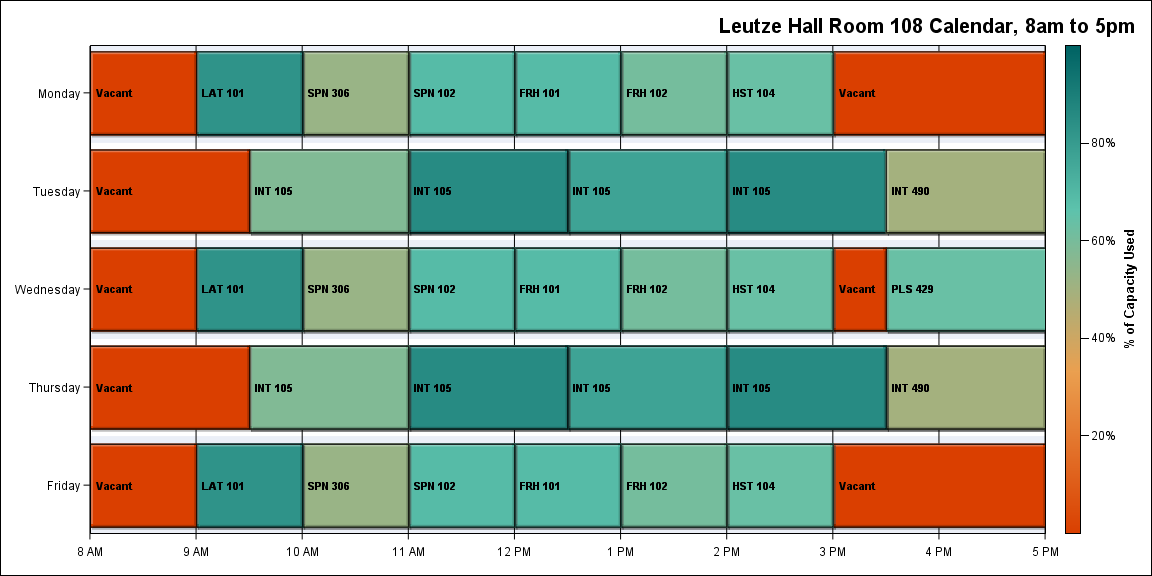 Leutze Hall Room 108 Calendar, 8am to 5pm
Monday
Vacant
LAT 101
SPN 306
SPN 102
FRH 101
FRH 102
HST 104
Vacant
Tuesday
Vacant
INT 105
INT 105
INT 105
INT 105
INT 490
Wednesday
Vacant
LAT 101
SPN 306
SPN 102
FRH 101
FRH 102
HST 104
Vacant
PLS 429
Thursday
Vacant
INT 105
INT 105
INT 105
INT 105
INT 490
Friday
Vacant
LAT 101
SPN 306
SPN 102
FRH 101
FRH 102
HST 104
Vacant
8 AM
9 AM
10 AM
11 AM
12 PM
1 PM
2 PM
3 PM
4 PM
5 PM
80%
60%
40%
20%
% of Capacity Used